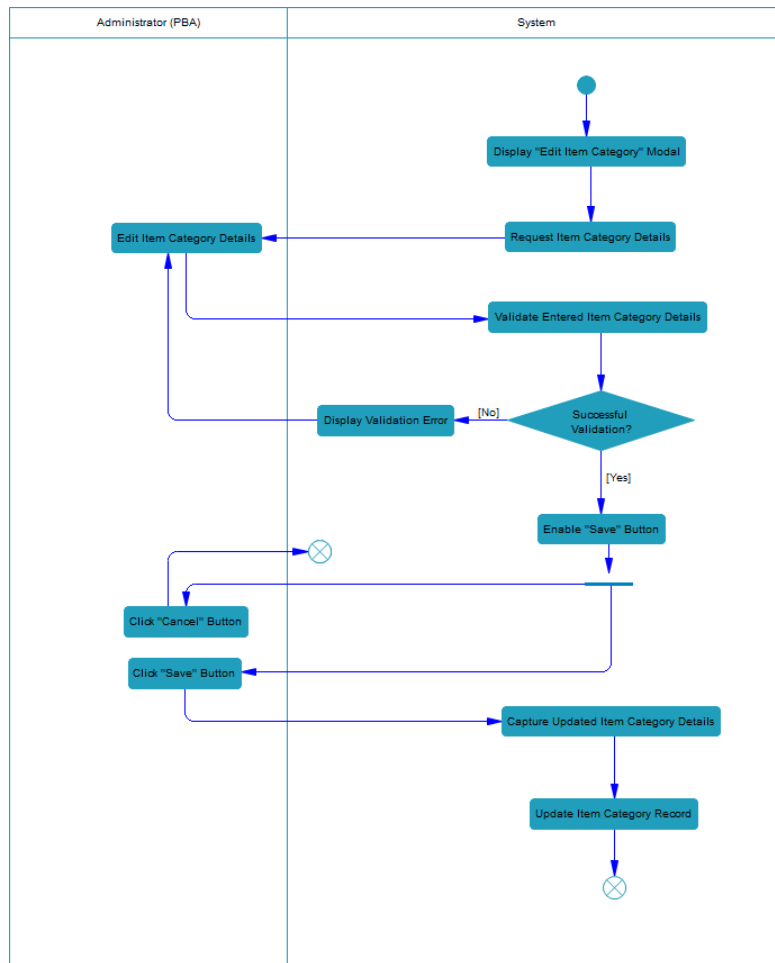 Administrator (PBA)
System
Display "Edit Item Category" Modal
Edit Item Category Details
Request Item Category Details
Validate Entered Item Category Details
Display Validation Error
[No]
Successful
Validation?
[Yes]
Enable "Save" Button
Click "Cancel" Button
Click "Save" Button
Capture Updated Item Category Details
Update Item Category Record